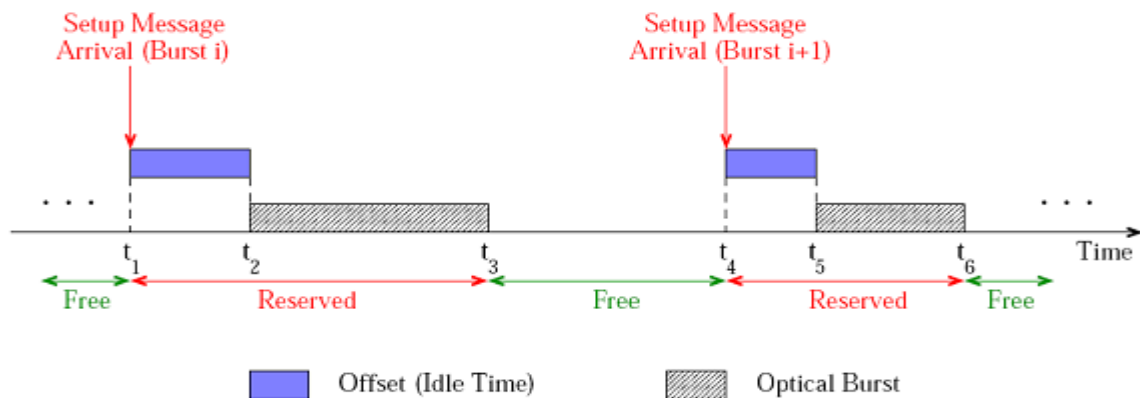 Setup Message
Arrival (Burst i)
Setup Message
Arrival (Burst i+1)
. . .
. . .
t1 t2 t3 t4 t5 t6 Time
Free Reserved Free Reserved Free
Offset (Idle Time) Optical Burst